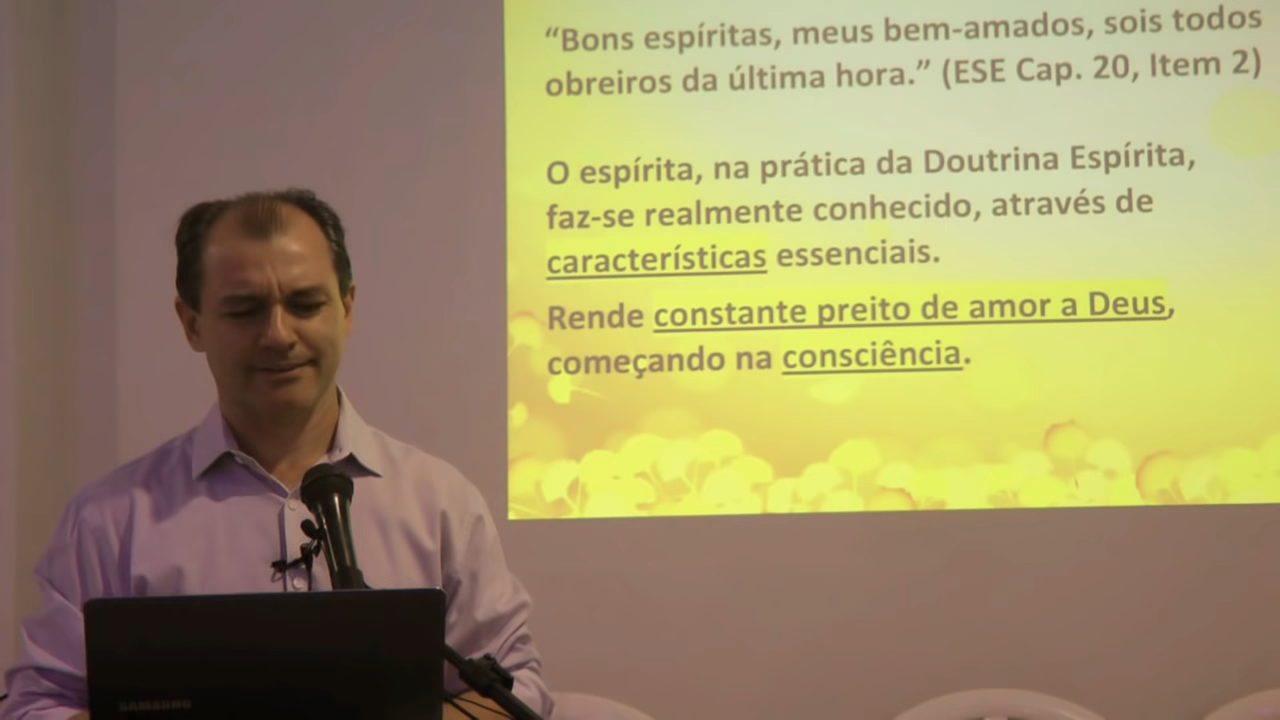 “Bons espíritas, meus bem-amados, sois todos
obreiros da última hora.” (ESE Cap. 20, Item 2)
O espírita, na prática da Doutrina Espírita,
faz-se realmente conhecido, através de
características essenciais.
Rende constante preito de amor a Deus,
começando na consciência.
SAMSUNG